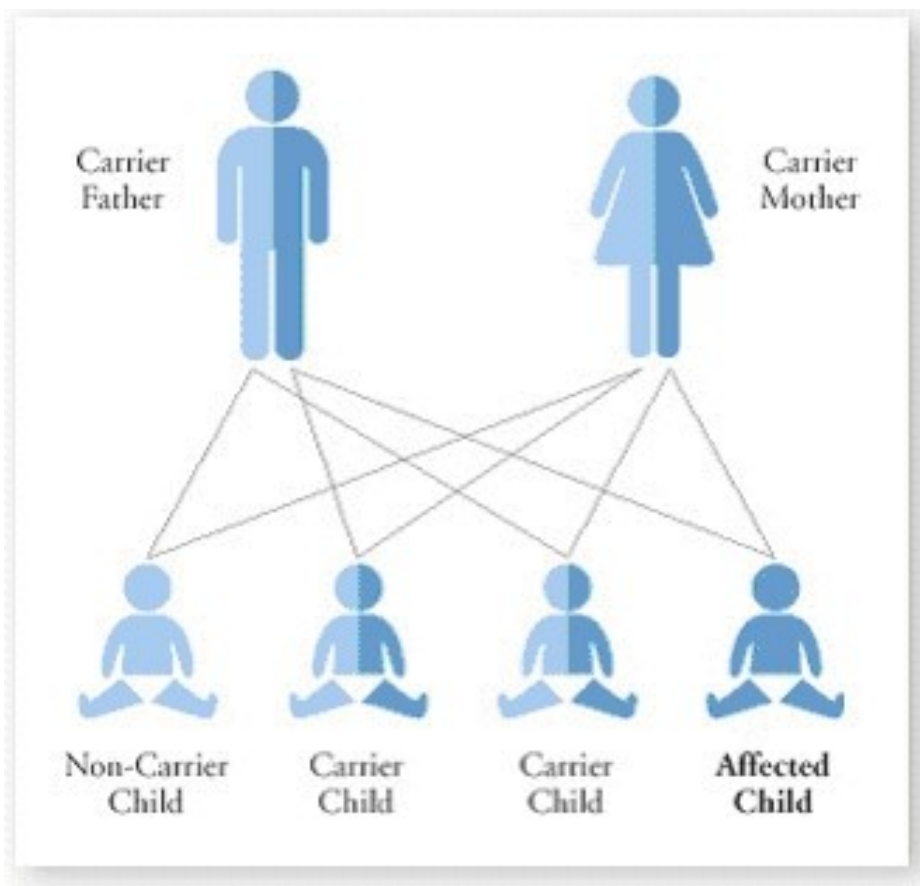 Carrier
Father
Carrier
Mother
Non-Carrier
Child
Carrier
Child
Carrier
Child
Affected
Child